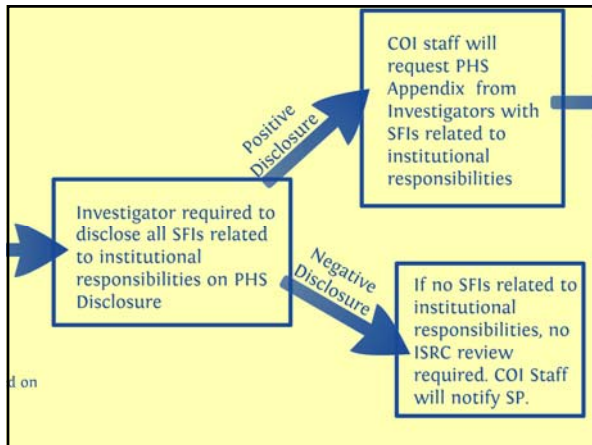 COI staff will
request PHS
Appendix from
Investigators with
SFIs related to
institutional
responsibilities
Positive
Disclosure
Investigator required to
disclose all SFIs related
to institutional
responsibilities on PHS
Disclosure
Negative
Disclosure
If no SFIs related to
institutional
responsibilities, no
ISRC review
required. COI Staff
will notify SP.
d on